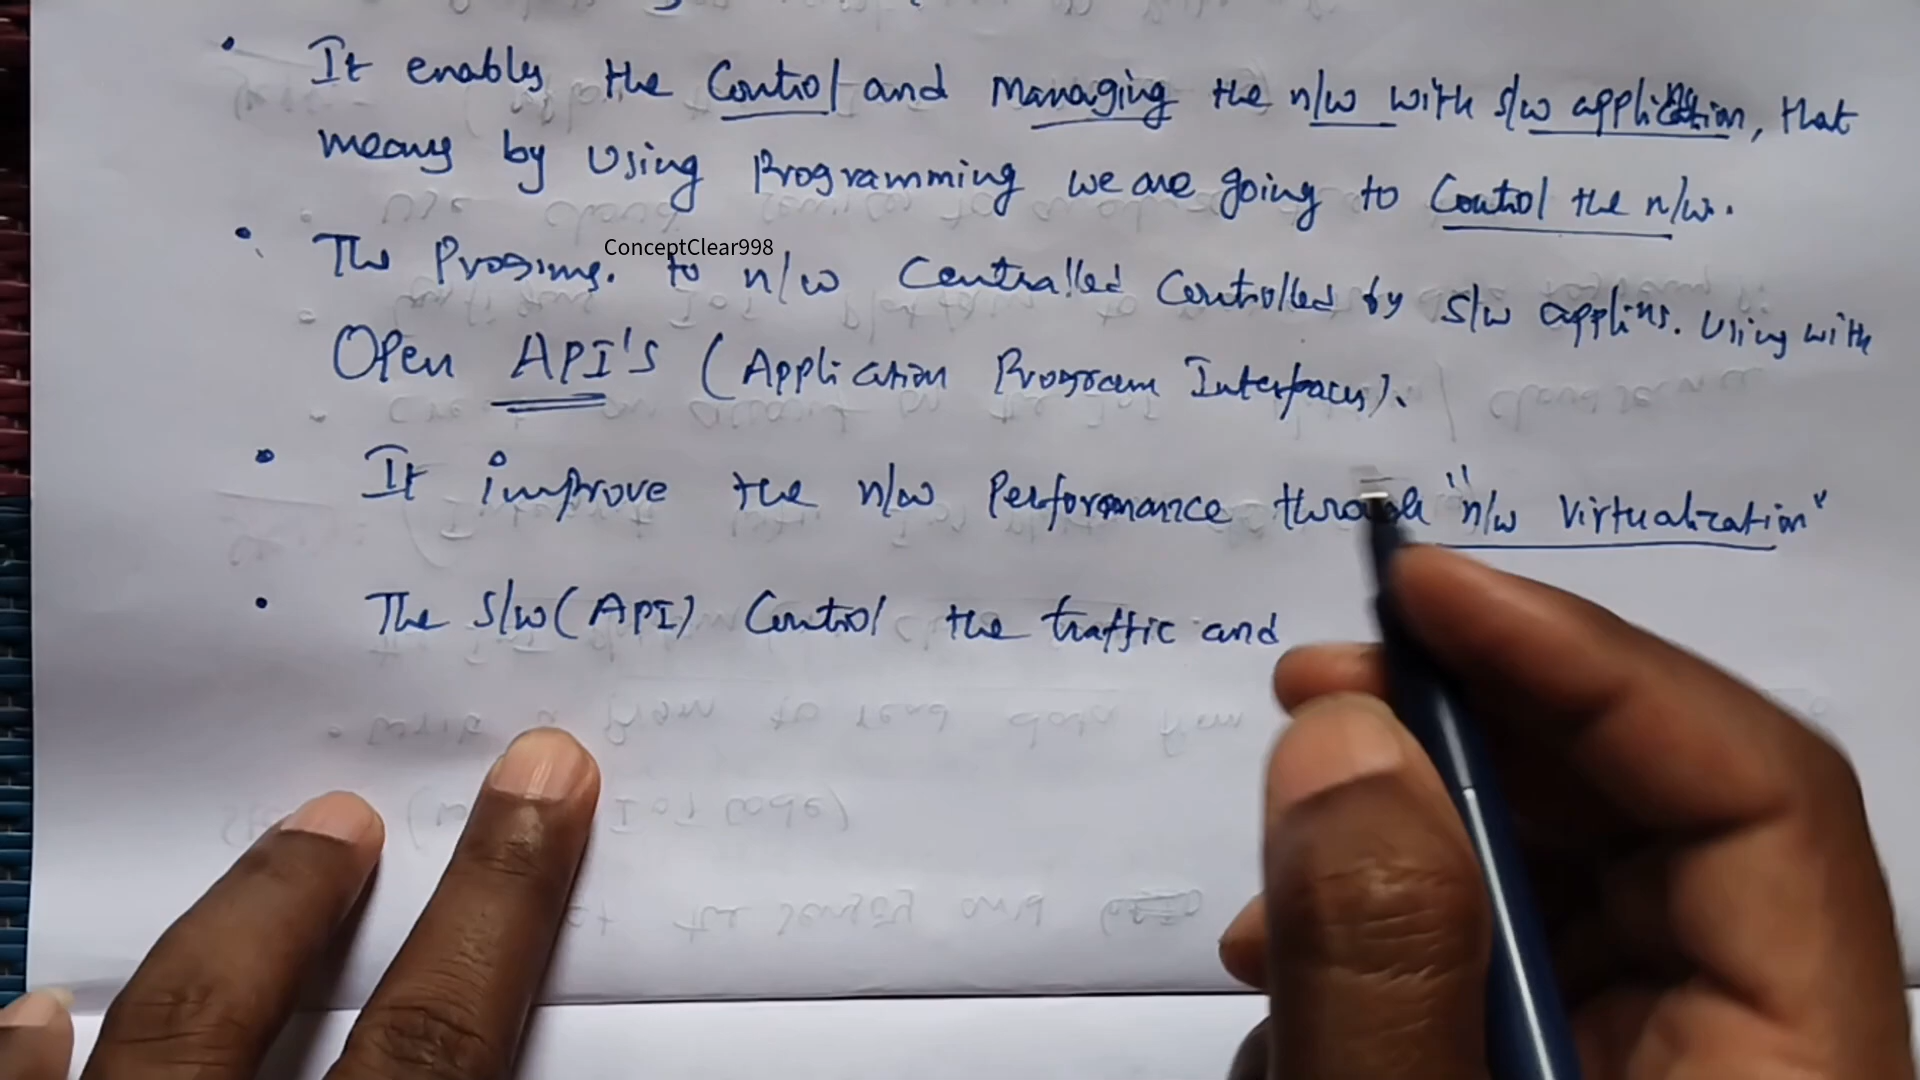 • It enables the Control and Managing the n/w with s/w application, that
means by Using Programming we are going to Control the n/w.
ConceptClear998
• The to n/w Centralled Controlled by S/w applins. Using with
Open API's (Application Program Interfaces).
• It improve the n/w Performance through "n/w Virtualization"
• The S/w (API) Control the traffic and